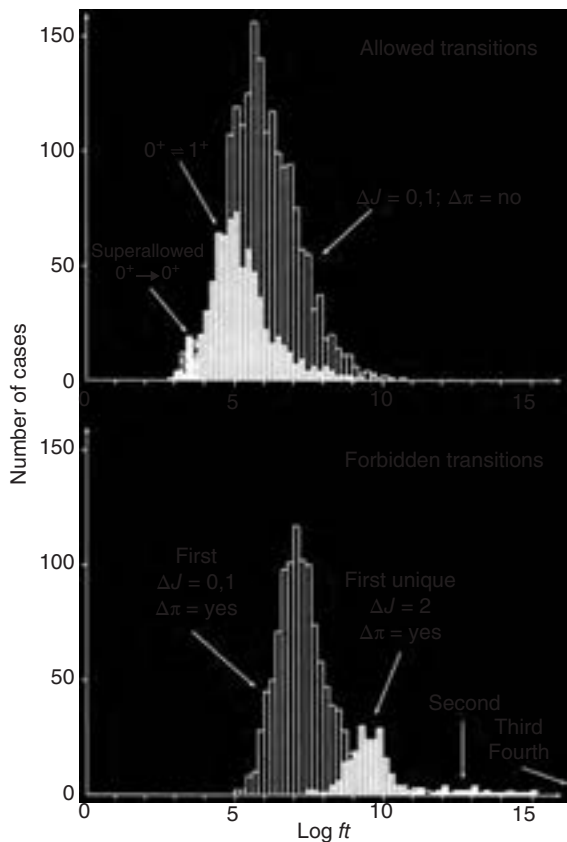 150
Allowed transitions
100
0⁺ = 1⁺
ΔJ = 0,1; Δπ = no
50
Superallowed
0⁺→0⁺
0
0
5
10
15
Number of cases
150
Forbidden transitions
100
First
ΔJ = 0,1
Δπ = yes
First unique
ΔJ = 2
Δπ = yes
50
Second
Third
Fourth
0
0
5
10
15
Log ft